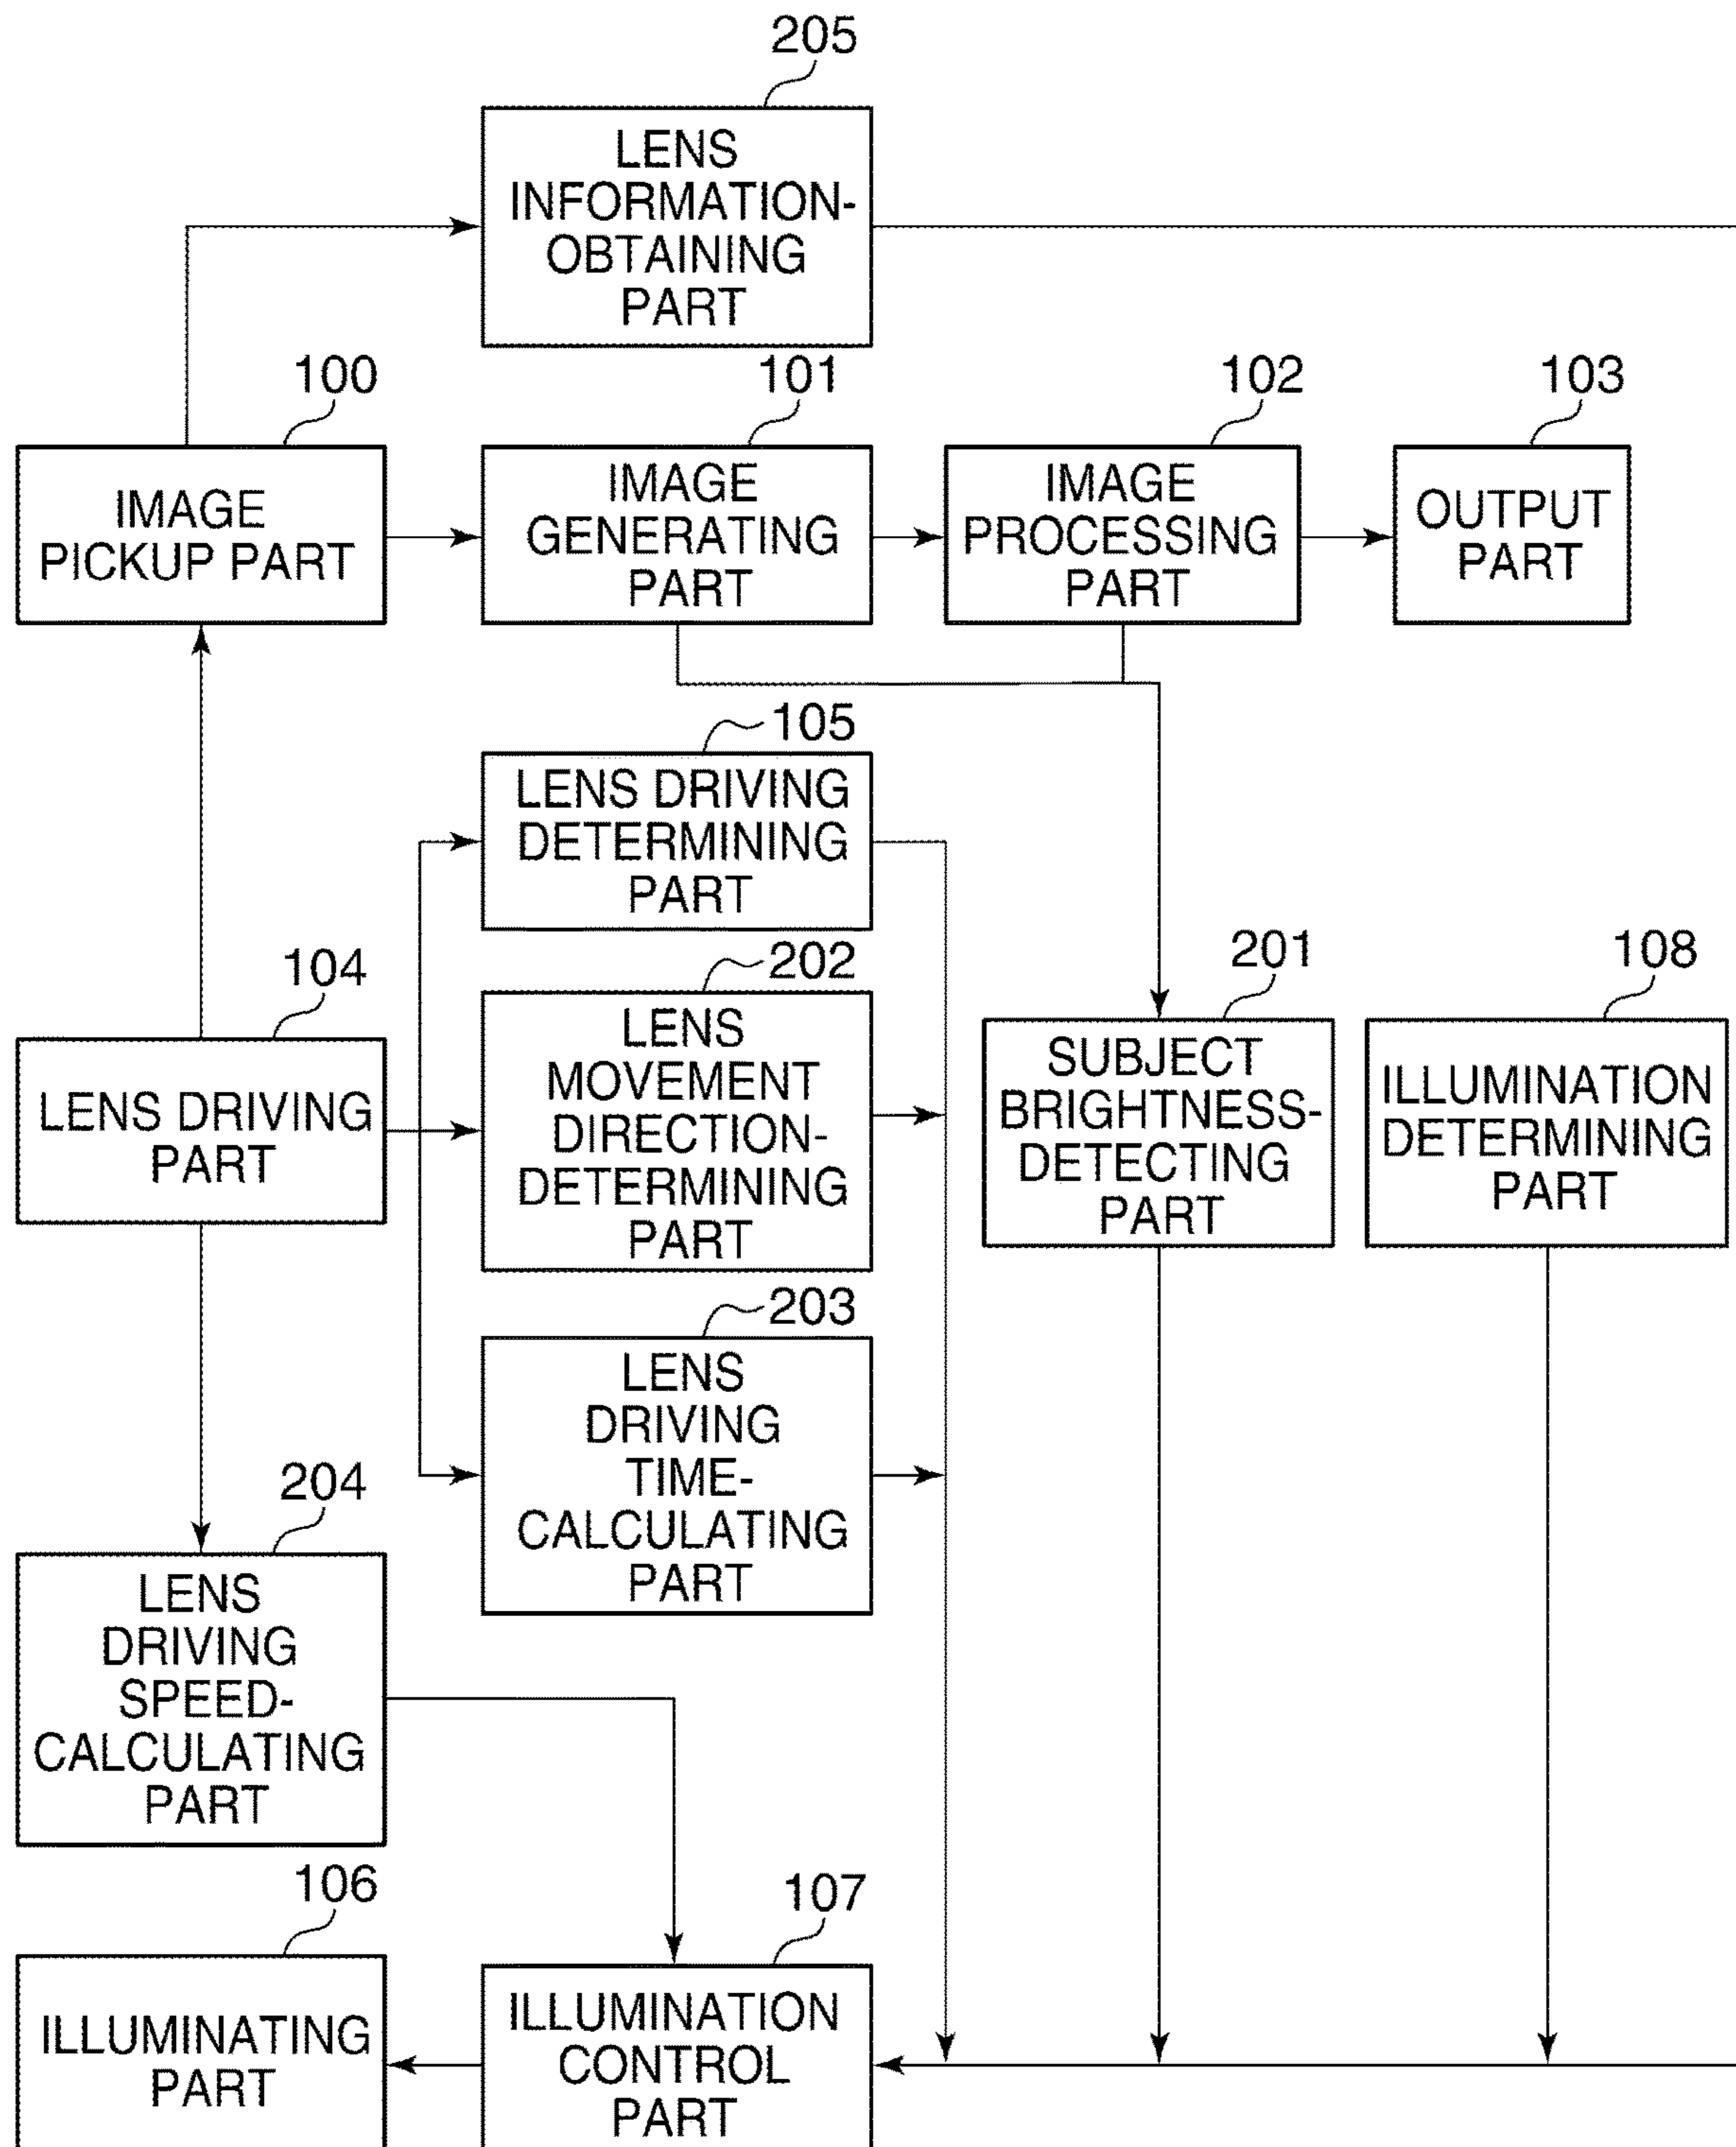 205
LENS
INFORMATION-
OBTAINING
PART
100
IMAGE
PICKUP PART
101
IMAGE
GENERATING
PART
102
IMAGE
PROCESSING
PART
103
OUTPUT
PART
105
LENS DRIVING
DETERMINING
PART
104
LENS DRIVING
PART
202
LENS
MOVEMENT
DIRECTION-
DETERMINING
PART
201
SUBJECT
BRIGHTNESS-
DETECTING
PART
108
ILLUMINATION
DETERMINING
PART
203
LENS
DRIVING
TIME-
CALCULATING
PART
204
LENS
DRIVING
SPEED-
CALCULATING
PART
106
ILLUMINATING
PART
107
ILLUMINATION
CONTROL
PART